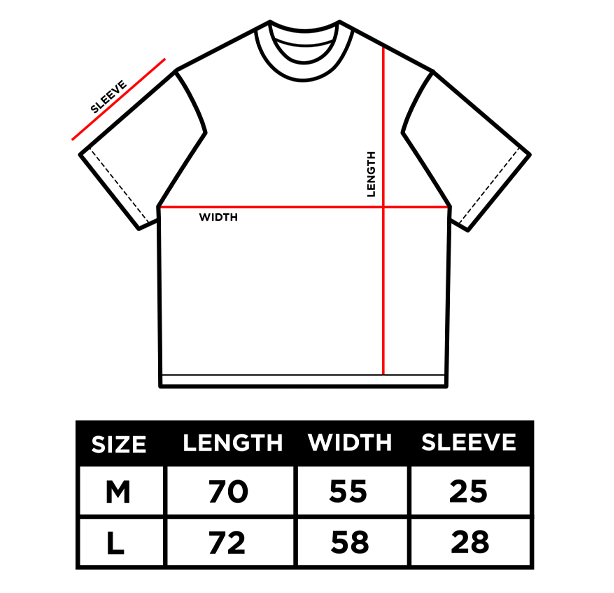 SLEEVE
LENGTH
WIDTH
SIZE LENGTH WIDTH SLEEVE
M 70 55 25
L 72 58 28